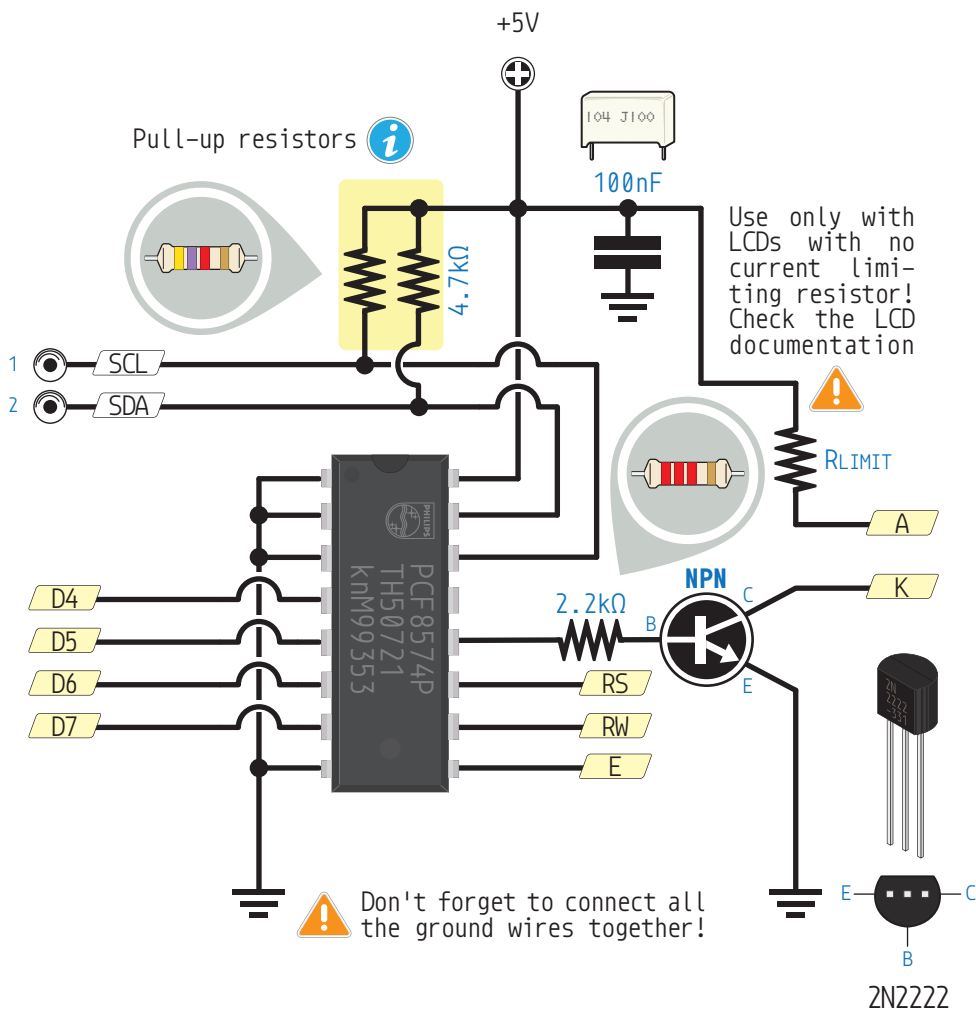 +5V
104 J100
Pull-up resistors
i
100nF
Use only with
LCDs with no
current limi-
ting resistor!
Check the LCD
documentation
4.7kΩ
1
SCL
2
SDA
RLIMIT
PHILIPS
A
PCF8574P
TH50721
knM99353
NPN
C
K
D4
2.2kΩ
B
D5
D6
RS
E
2N
2222
-331
D7
RW
E
Don't forget to connect all
the ground wires together!
E
C
B
2N2222